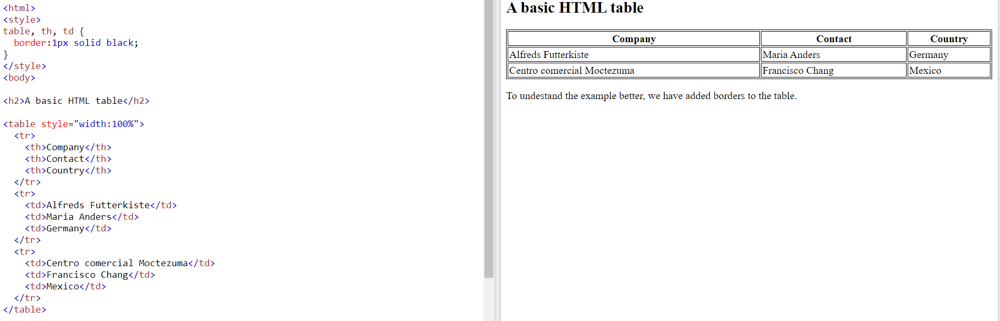 <html>
<style>
table, th, td {
  border:1px solid black;
}
</style>
<body>

<h2>A basic HTML table</h2>

<table style="width:100%">
  <tr>
    <th>Company</th>
    <th>Contact</th>
    <th>Country</th>
  </tr>
  <tr>
    <td>Alfreds Futterkiste</td>
    <td>Maria Anders</td>
    <td>Germany</td>
  </tr>
  <tr>
    <td>Centro comercial Moctezuma</td>
    <td>Francisco Chang</td>
    <td>Mexico</td>
  </tr>
</table>
A basic HTML table
Company Contact Country
Alfreds Futterkiste Maria Anders Germany
Centro comercial Moctezuma Francisco Chang Mexico
To undestand the example better, we have added borders to the table.